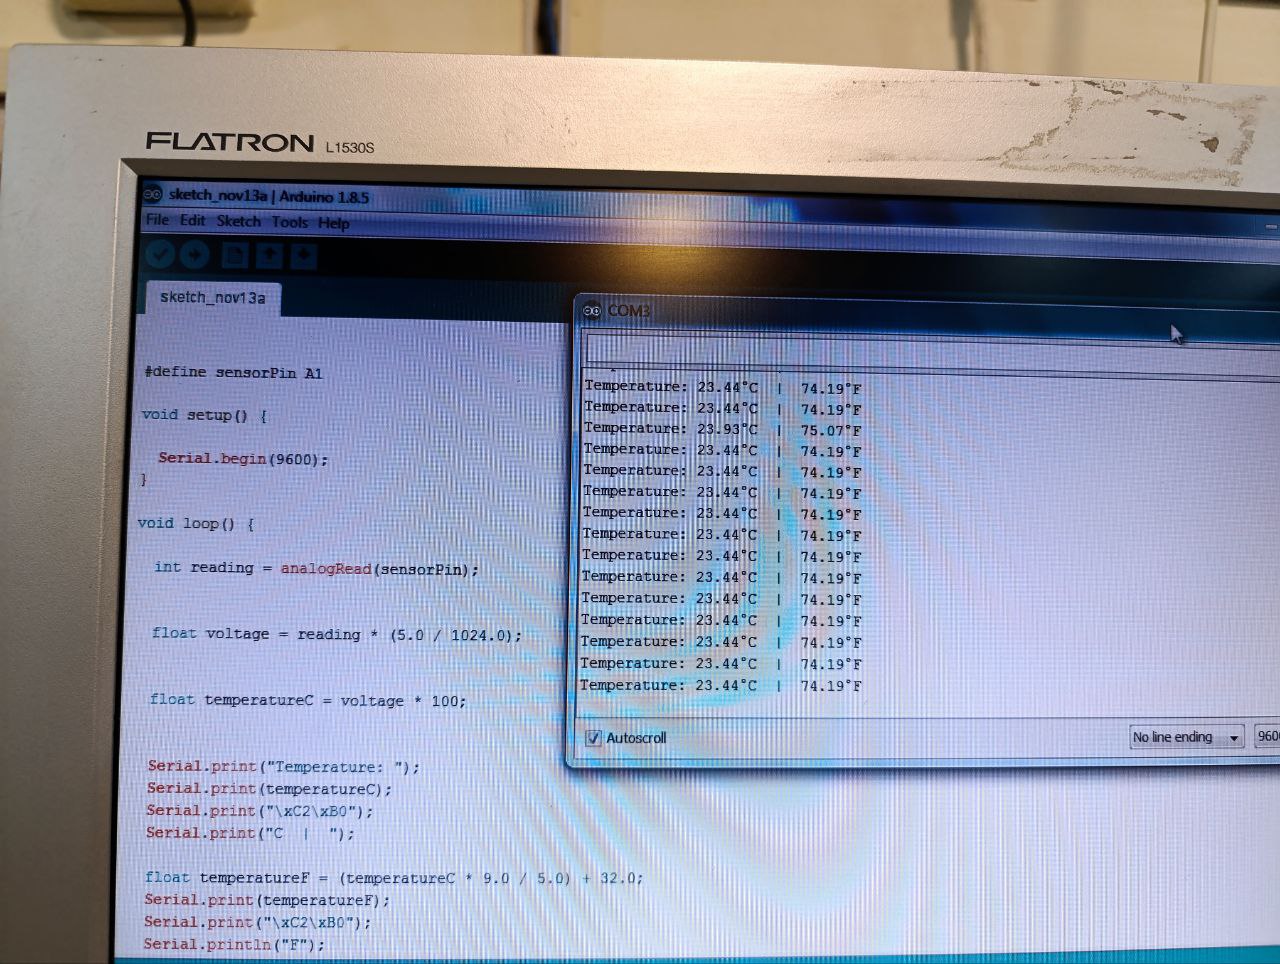 FLATRON L1530S
sketch_nov13a | Arduino 1.8.5
File Edit Sketch Tools Help
sketch_nov13a
#define sensorPin A1
void setup() {
Serial.begin(9600);
}
void loop() {
int reading = analogRead(sensorPin);
float voltage = reading * (5.0 / 1024.0);
float temperatureC = voltage * 100;
Serial.print("Temperature: ");
Serial.print(temperatureC);
Serial.print("\xC2\xB0");
Serial.print("C  |  ");
float temperatureF = (temperatureC * 9.0 / 5.0) + 32.0;
Serial.print(temperatureF);
Serial.print("\xC2\xB0");
Serial.println("F");
COM3
Temperature: 23.44°C  |  74.19°F
Temperature: 23.44°C  |  74.19°F
Temperature: 23.93°C  |  75.07°F
Temperature: 23.44°C  |  74.19°F
Temperature: 23.44°C  |  74.19°F
Temperature: 23.44°C  |  74.19°F
Temperature: 23.44°C  |  74.19°F
Temperature: 23.44°C  |  74.19°F
Temperature: 23.44°C  |  74.19°F
Temperature: 23.44°C  |  74.19°F
Temperature: 23.44°C  |  74.19°F
Temperature: 23.44°C  |  74.19°F
Temperature: 23.44°C  |  74.19°F
Temperature: 23.44°C  |  74.19°F
Temperature: 23.44°C  |  74.19°F
Autoscroll
No line ending